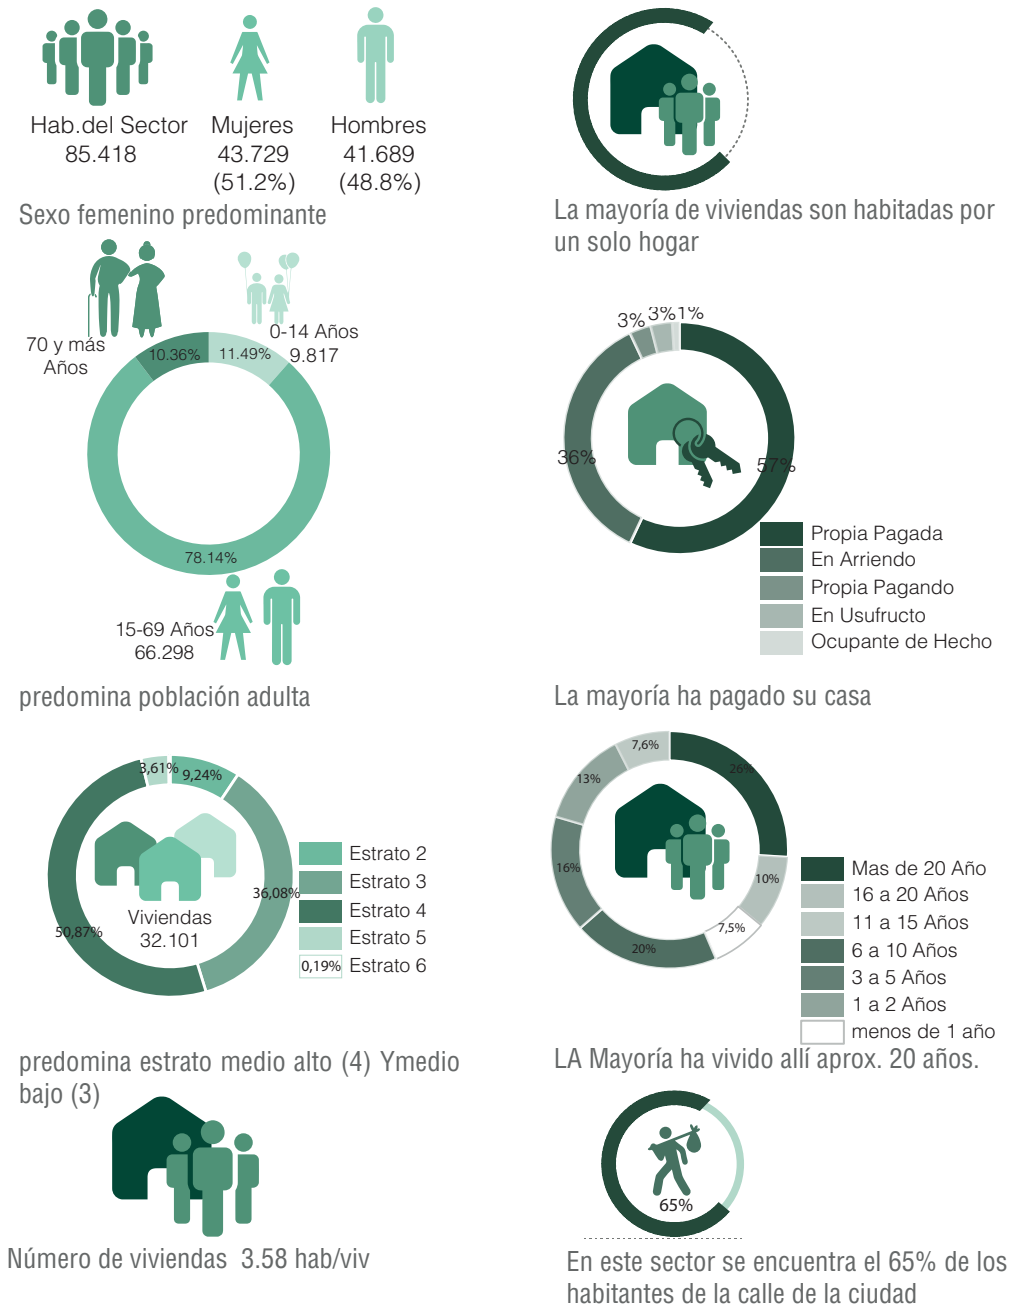 Hab.del Sector
85.418
Mujeres
43.729
(51.2%)
Hombres
41.689
(48.8%)
Sexo femenino predominante
La mayoría de viviendas son habitadas por
un solo hogar
70 y más
Años
10.36%
11.49%
0-14 Años
9.817
78.14%
15-69 Años
66.298
predomina población adulta
3%
3%
1%
36%
57%
Propia Pagada
En Arriendo
Propia Pagando
En Usufructo
Ocupante de Hecho
La mayoría ha pagado su casa
3,61%
9,24%
36,08%
50,87%
Viviendas
32.101
Estrato 2
Estrato 3
Estrato 4
Estrato 5
0,19% Estrato 6
predomina estrato medio alto (4) Ymedio
bajo (3)
7,6%
26%
13%
16%
10%
7,5%
20%
Mas de 20 Año
16 a 20 Años
11 a 15 Años
6 a 10 Años
3 a 5 Años
1 a 2 Años
menos de 1 año
LA Mayoría ha vivido allí aprox. 20 años.
Número de viviendas 3.58 hab/viv
65%
En este sector se encuentra el 65% de los
habitantes de la calle de la ciudad